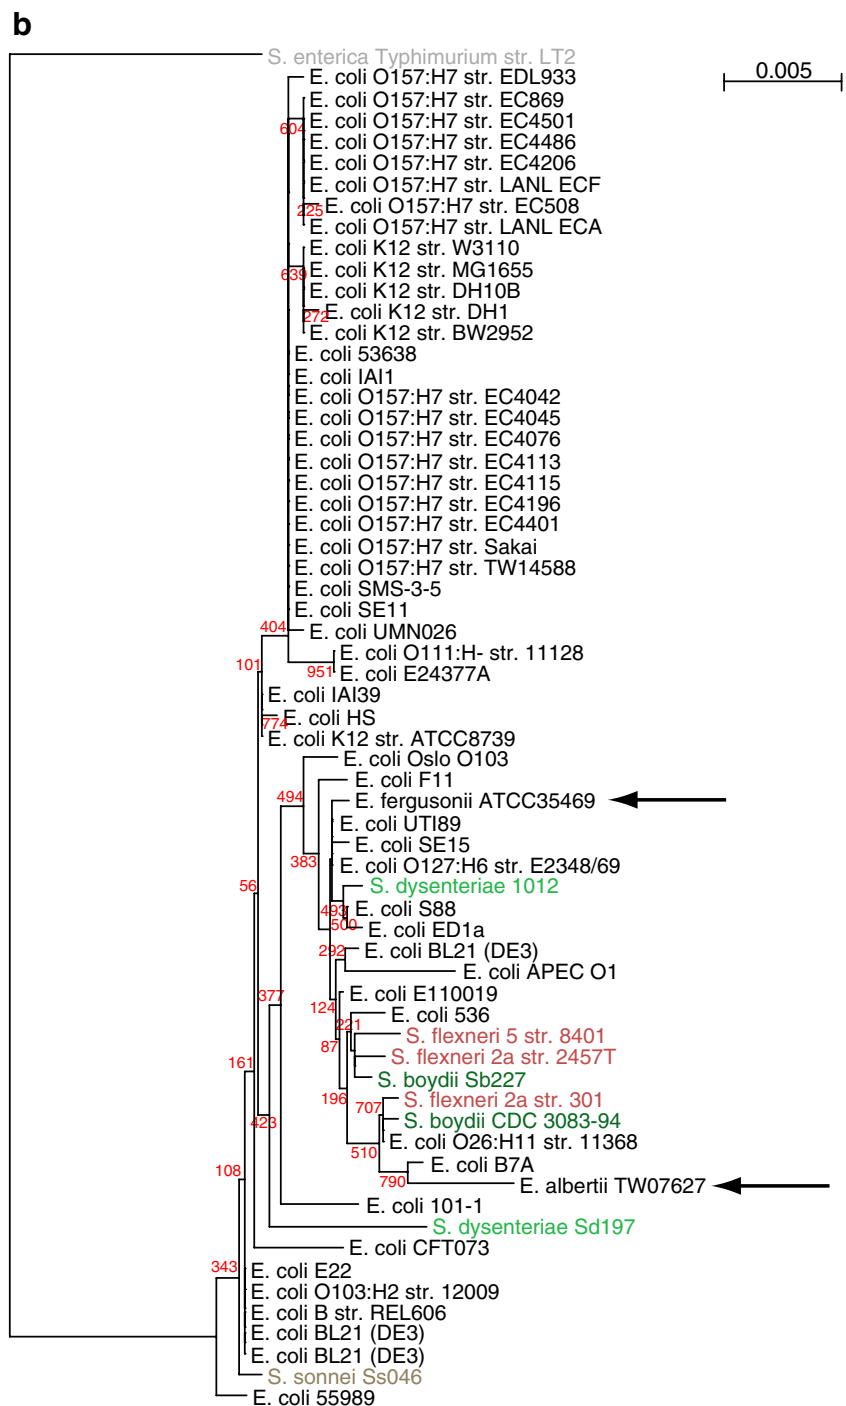 b
S. enterica Typhimurium str. LT2
0.005
E. coli O157:H7 str. EDL933
E. coli O157:H7 str. EC869
E. coli O157:H7 str. EC4501
604
E. coli O157:H7 str. EC4486
E. coli O157:H7 str. EC4206
E. coli O157:H7 str. LANL ECF
E. coli O157:H7 str. EC508
225
E. coli O157:H7 str. LANL ECA
E. coli K12 str. W3110
E. coli K12 str. MG1655
639
E. coli K12 str. DH10B
E. coli K12 str. DH1
272
E. coli K12 str. BW2952
E. coli 53638
E. coli IAI1
E. coli O157:H7 str. EC4042
E. coli O157:H7 str. EC4045
E. coli O157:H7 str. EC4076
E. coli O157:H7 str. EC4113
E. coli O157:H7 str. EC4115
E. coli O157:H7 str. EC4196
E. coli O157:H7 str. EC4401
E. coli O157:H7 str. Sakai
E. coli O157:H7 str. TW14588
E. coli SMS-3-5
E. coli SE11
404
E. coli UMN026
E. coli O111:H- str. 11128
101
951
E. coli E24377A
E. coli IAI39
E. coli HS
774
E. coli K12 str. ATCC8739
E. coli Oslo O103
E. coli F11
494
E. fergusonii ATCC35469
E. coli UTI89
E. coli SE15
383
E. coli O127:H6 str. E2348/69
56
S. dysenteriae 1012
493
E. coli S88
500
E. coli ED1a
292
E. coli BL21 (DE3)
E. coli APEC O1
377
E. coli E110019
124
E. coli 536
221
S. flexneri 5 str. 8401
87
S. flexneri 2a str. 2457T
161
S. boydii Sb227
196
S. flexneri 2a str. 301
707
423
S. boydii CDC 3083-94
E. coli O26:H11 str. 11368
510
E. coli B7A
108
790
E. albertii TW07627
E. coli 101-1
S. dysenteriae Sd197
E. coli CFT073
343
E. coli E22
E. coli O103:H2 str. 12009
E. coli B str. REL606
E. coli BL21 (DE3)
E. coli BL21 (DE3)
S. sonnei Ss046
E. coli 55989